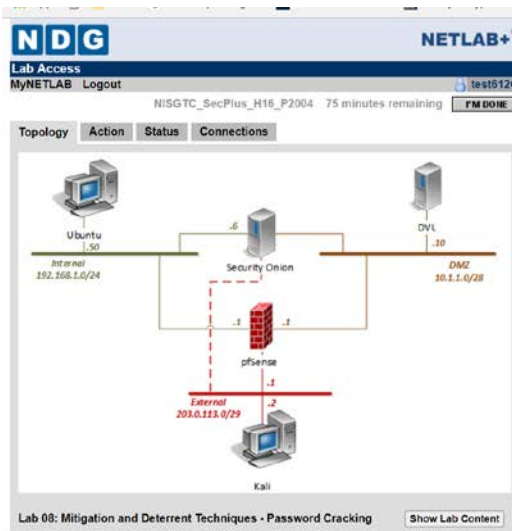 NDG NETLAB+
Lab Access
MyNETLAB Logout
NISGTC_SecPlus_H16_P2004 75 minutes remaining I'M DONE
Topology Action Status Connections
Ubuntu
DVL
.50
.6
.10
Internal
192.168.1.0/24
Security Onion
DMZ
10.1.1.0/28
.1 .1
pfSense
.1
External
203.0.113.0/29
.2
Kali
Lab 08: Mitigation and Deterrent Techniques - Password Cracking Show Lab Content